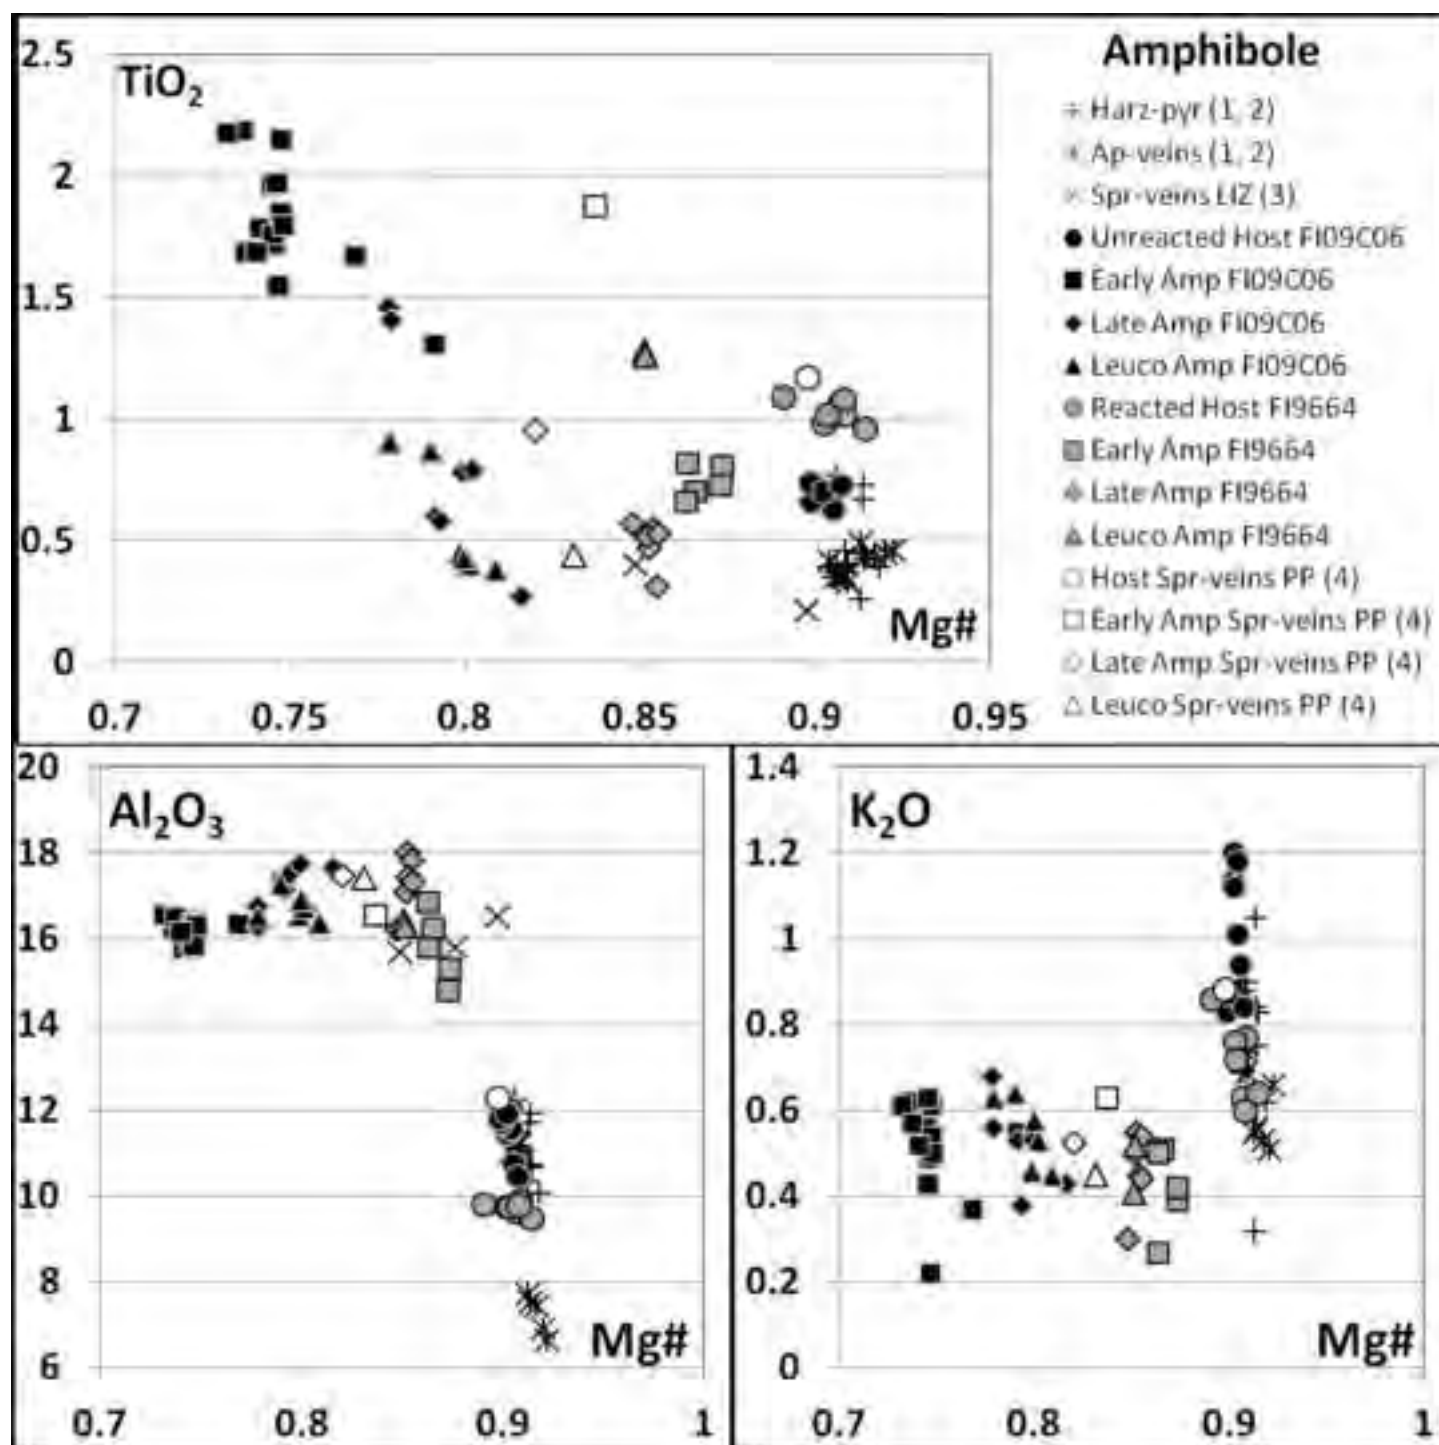 TiO₂
2.5
2
1.5
1
0.5
0
Mg#
0.7 0.75 0.8 0.85 0.9 0.95
Amphibole
Harz-pyr (1, 2)
Ap-veins (1, 2)
Spr-veins LIZ (3)
Unreacted Host FI09C06
Early Amp FI09C06
Late Amp FI09C06
Leuco Amp FI09C06
Reacted Host FI9664
Early Amp FI9664
Late Amp FI9664
Leuco Amp FI9664
Host Spr-veins PP (4)
Early Amp Spr-veins PP (4)
Late Amp Spr-veins PP (4)
Leuco Spr-veins PP (4)
Al₂O₃
20
18
16
14
12
10
8
6
Mg#
0.7 0.8 0.9 1
K₂O
1.4
1.2
1
0.8
0.6
0.4
0.2
0
Mg#
0.7 0.8 0.9 1